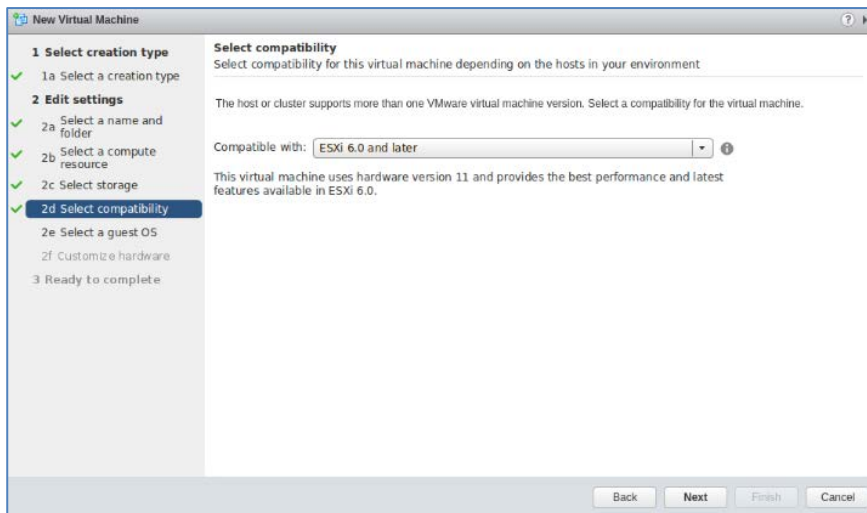 New Virtual Machine
1 Select creation type
1a Select a creation type
2 Edit settings
2a Select a name and
folder
2b Select a compute
resource
2c Select storage
2d Select compatibility
2e Select a guest OS
2f Customize hardware
3 Ready to complete
Select compatibility
Select compatibility for this virtual machine depending on the hosts in your environment
The host or cluster supports more than one VMware virtual machine version. Select a compatibility for the virtual machine.
Compatible with: ESXi 6.0 and later
This virtual machine uses hardware version 11 and provides the best performance and latest
features available in ESXi 6.0.
Back Next Finish Cancel